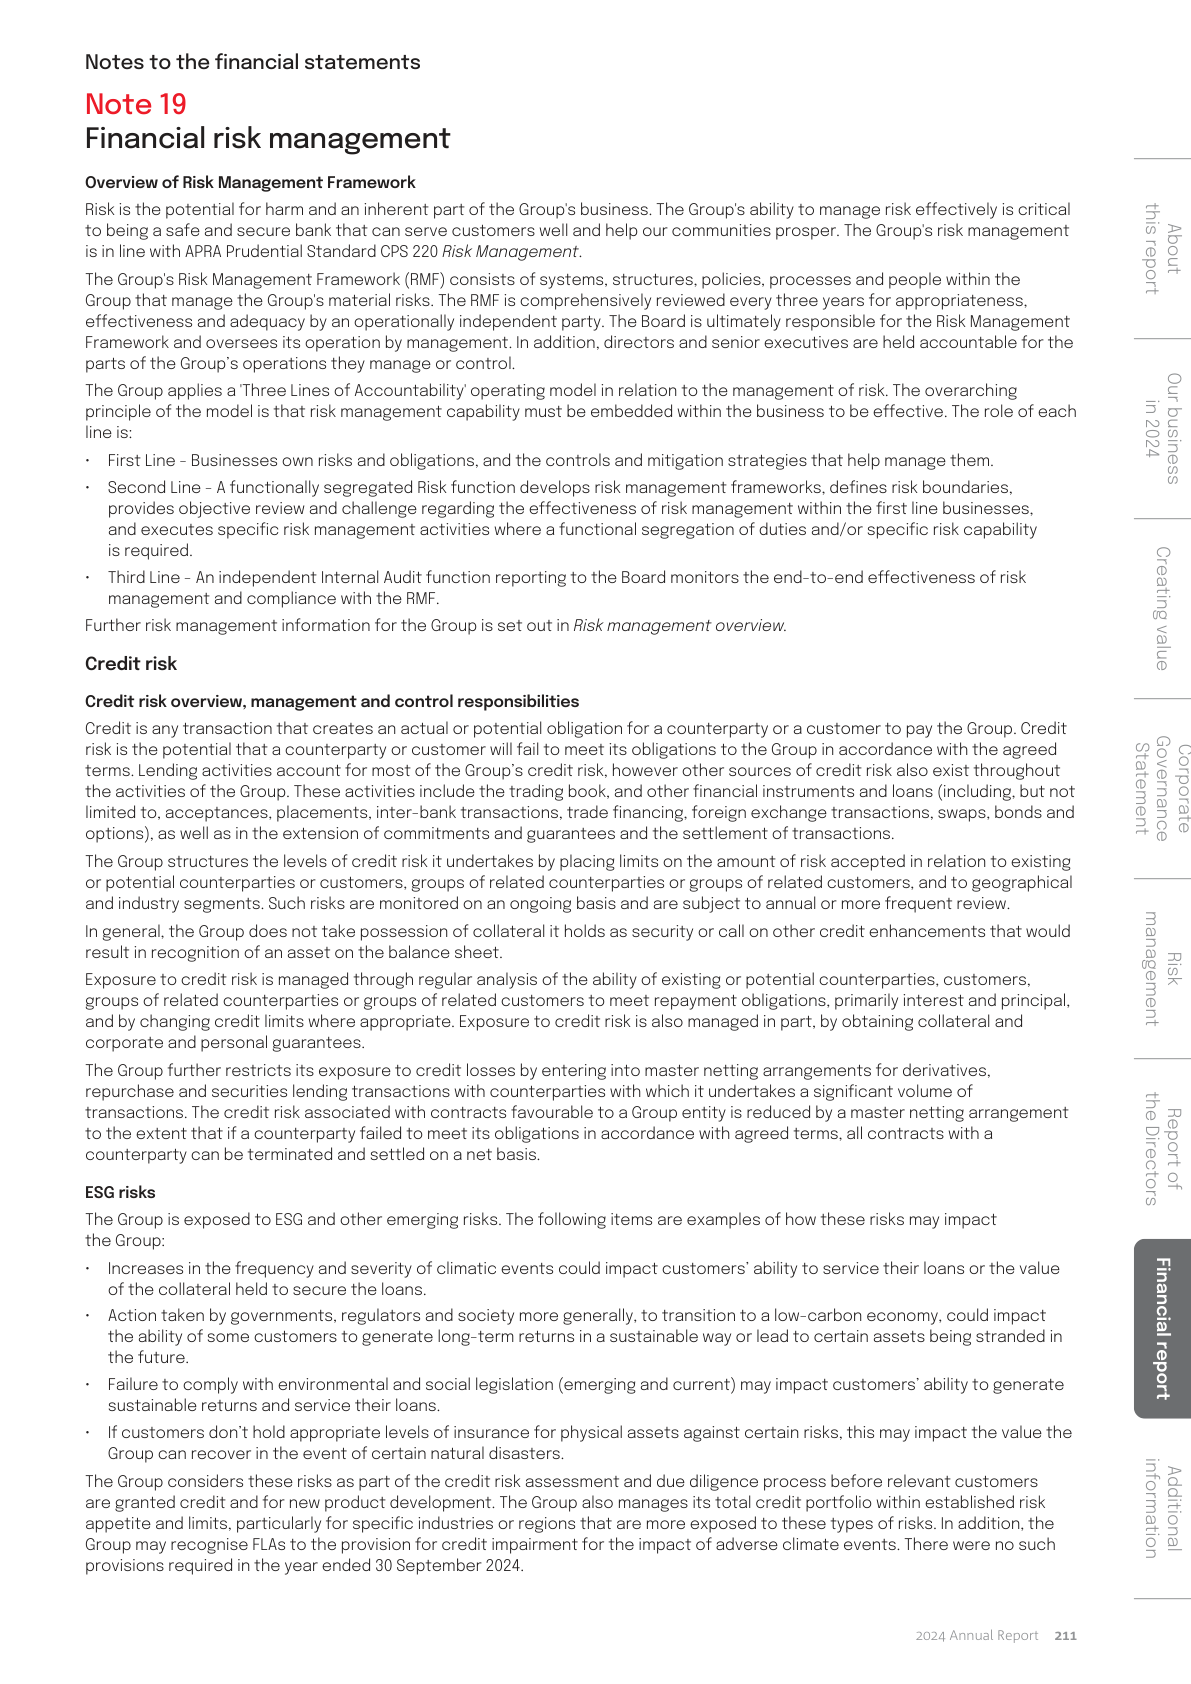 Notes to the financial statements
Note 19
Financial risk management
Overview of Risk Management Framework
Risk is the potential for harm and an inherent part of the Group's business. The Group's ability to manage risk effectively is critical
to being a safe and secure bank that can serve customers well and help our communities prosper. The Group's risk management
is in line with APRA Prudential Standard CPS 220 Risk Management.
The Group's Risk Management Framework (RMF) consists of systems, structures, policies, processes and people within the
Group that manage the Group's material risks. The RMF is comprehensively reviewed every three years for appropriateness,
effectiveness and adequacy by an operationally independent party. The Board is ultimately responsible for the Risk Management
Framework and oversees its operation by management. In addition, directors and senior executives are held accountable for the
parts of the Group’s operations they manage or control.
The Group applies a 'Three Lines of Accountability' operating model in relation to the management of risk. The overarching
principle of the model is that risk management capability must be embedded within the business to be effective. The role of each
line is:
• First Line - Businesses own risks and obligations, and the controls and mitigation strategies that help manage them.
• Second Line - A functionally segregated Risk function develops risk management frameworks, defines risk boundaries,
provides objective review and challenge regarding the effectiveness of risk management within the first line businesses,
and executes specific risk management activities where a functional segregation of duties and/or specific risk capability
is required.
• Third Line - An independent Internal Audit function reporting to the Board monitors the end-to-end effectiveness of risk
management and compliance with the RMF.
Further risk management information for the Group is set out in Risk management overview.
Credit risk
Credit risk overview, management and control responsibilities
Credit is any transaction that creates an actual or potential obligation for a counterparty or a customer to pay the Group. Credit
risk is the potential that a counterparty or customer will fail to meet its obligations to the Group in accordance with the agreed
terms. Lending activities account for most of the Group’s credit risk, however other sources of credit risk also exist throughout
the activities of the Group. These activities include the trading book, and other financial instruments and loans (including, but not
limited to, acceptances, placements, inter-bank transactions, trade financing, foreign exchange transactions, swaps, bonds and
options), as well as in the extension of commitments and guarantees and the settlement of transactions.
The Group structures the levels of credit risk it undertakes by placing limits on the amount of risk accepted in relation to existing
or potential counterparties or customers, groups of related counterparties or groups of related customers, and to geographical
and industry segments. Such risks are monitored on an ongoing basis and are subject to annual or more frequent review.
In general, the Group does not take possession of collateral it holds as security or call on other credit enhancements that would
result in recognition of an asset on the balance sheet.
Exposure to credit risk is managed through regular analysis of the ability of existing or potential counterparties, customers,
groups of related counterparties or groups of related customers to meet repayment obligations, primarily interest and principal,
and by changing credit limits where appropriate. Exposure to credit risk is also managed in part, by obtaining collateral and
corporate and personal guarantees.
The Group further restricts its exposure to credit losses by entering into master netting arrangements for derivatives,
repurchase and securities lending transactions with counterparties with which it undertakes a significant volume of
transactions. The credit risk associated with contracts favourable to a Group entity is reduced by a master netting arrangement
to the extent that if a counterparty failed to meet its obligations in accordance with agreed terms, all contracts with a
counterparty can be terminated and settled on a net basis.
ESG risks
The Group is exposed to ESG and other emerging risks. The following items are examples of how these risks may impact
the Group:
• Increases in the frequency and severity of climatic events could impact customers’ ability to service their loans or the value
of the collateral held to secure the loans.
• Action taken by governments, regulators and society more generally, to transition to a low-carbon economy, could impact
the ability of some customers to generate long-term returns in a sustainable way or lead to certain assets being stranded in
the future.
• Failure to comply with environmental and social legislation (emerging and current) may impact customers’ ability to generate
sustainable returns and service their loans.
• If customers don’t hold appropriate levels of insurance for physical assets against certain risks, this may impact the value the
Group can recover in the event of certain natural disasters.
The Group considers these risks as part of the credit risk assessment and due diligence process before relevant customers
are granted credit and for new product development. The Group also manages its total credit portfolio within established risk
appetite and limits, particularly for specific industries or regions that are more exposed to these types of risks. In addition, the
Group may recognise FLAs to the provision for credit impairment for the impact of adverse climate events. There were no such
provisions required in the year ended 30 September 2024.
2024 Annual Report 211
About
this report
Our business
in 2024
Creating value
Corporate
Governance
Statement
Risk
management
Report of
the Directors
Financial report
Additional
information